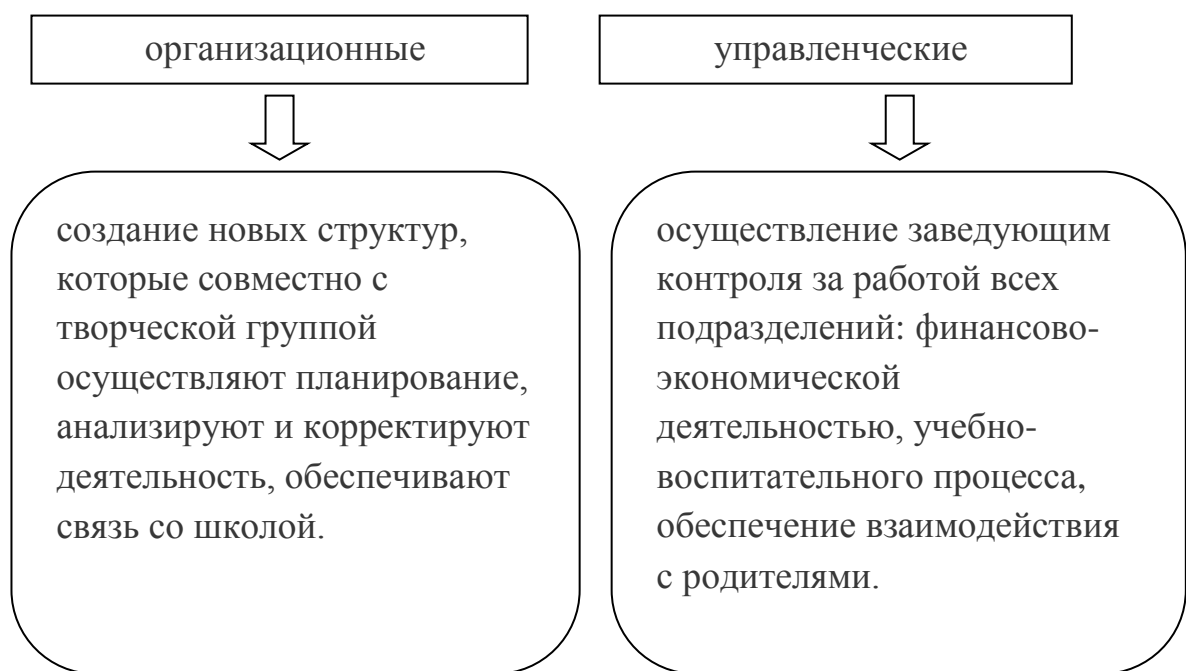 организационные
управленческие
создание новых структур,
которые совместно с
творческой группой
осуществляют планирование,
анализируют и корректируют
деятельность, обеспечивают
связь со школой.
осуществление заведующим
контроля за работой всех
подразделений: финансово-
экономической
деятельностью, учебно-
воспитательного процесса,
обеспечение взаимодействия
с родителями.